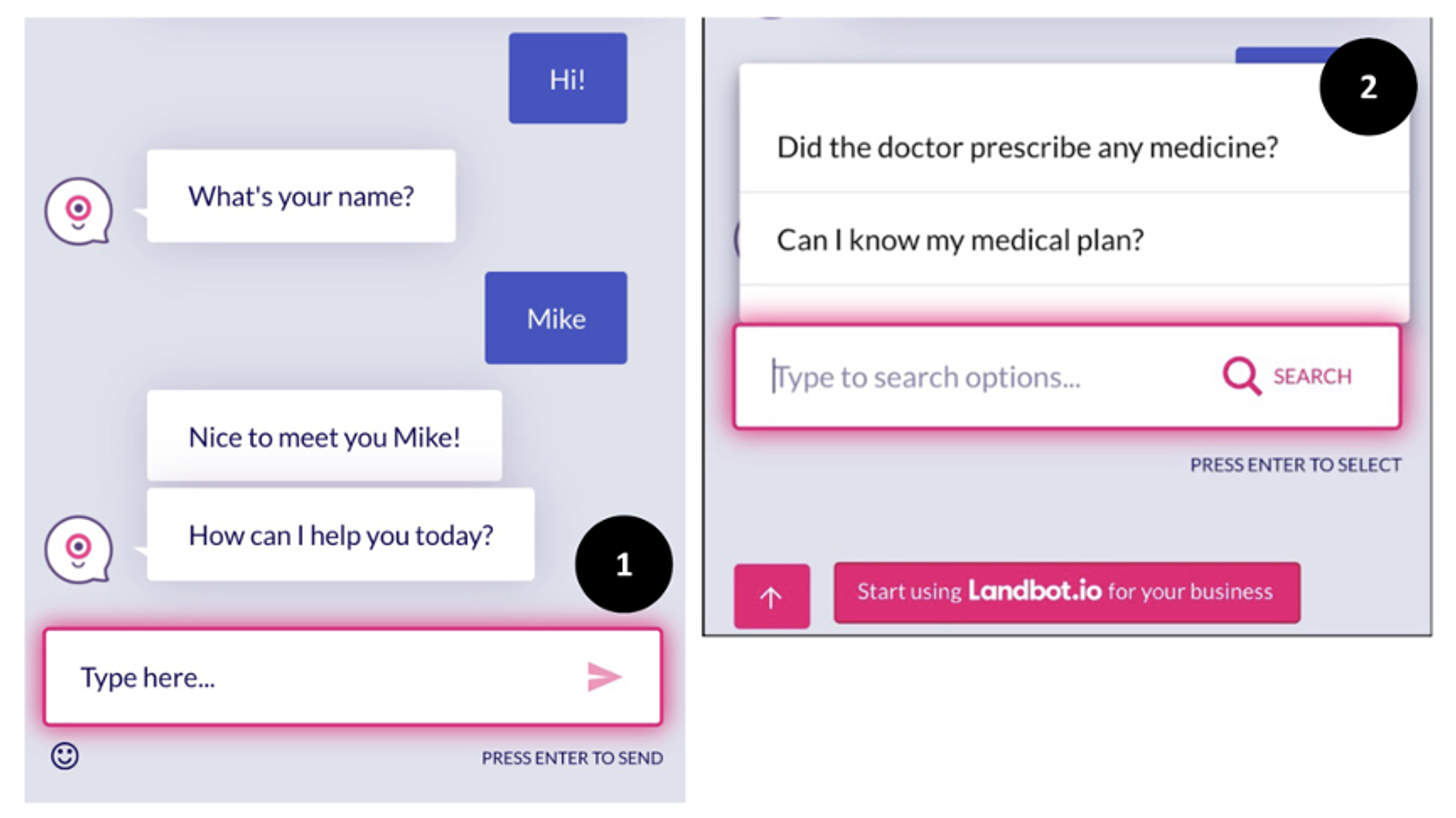 Hi!
What's your name?
Mike
Nice to meet you Mike!
How can I help you today?
1
Type here...
PRESS ENTER TO SEND
2
Did the doctor prescribe any medicine?
Can I know my medical plan?
Type to search options...
SEARCH
PRESS ENTER TO SELECT
Start using Landbot.io for your business